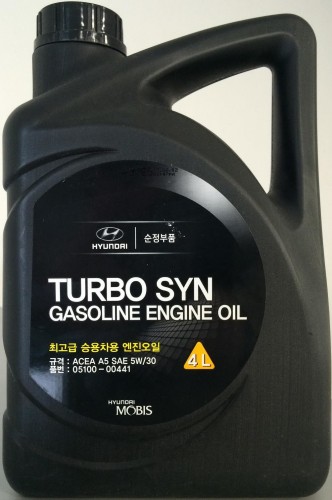 HYUNDAI 순정부품
TURBO SYN
GASOLINE ENGINE OIL
최고급 승용차용 엔진오일
규격 : ACEA A5 SAE 5W/30
품번 : 05100-00441
4 L
HYUNDAI
MOBIS